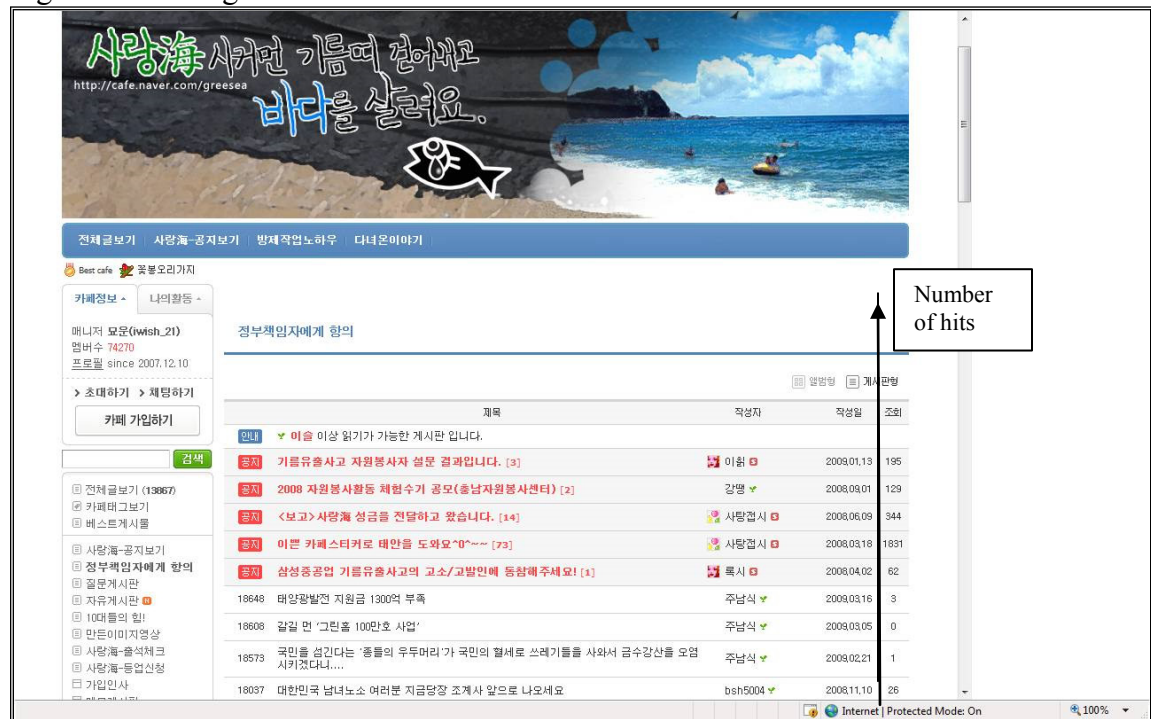 사랑海 시커먼 기름띠 걷어내고
http://cafe.naver.com/greesea
바다를 살려요.
전체글보기 사랑海-공지보기 방제작업노하우 다녀온이야기
Best cafe 꽃봉오리가지
카페정보 나의활동
매니저 묘운(iwish_21)
멤버수 74270
프로필 since 2007.12.10
초대하기 채팅하기
카페 가입하기
검색
전체글보기 (13867)
카페태그보기
베스트게시물
사랑海-공지보기
정부책임자에게 항의
질문게시판
자유게시판
10대들의 힘!
만든이미지영상
사랑海-출석체크
사랑海-등업신청
가입인사
정부책임자에게 항의
앨범형 게시판형
제목 작성자 작성일 조회
안내 이슬 이상 읽기가 가능한 게시판 입니다.
공지 기름유출사고 자원봉사자 설문 결과입니다. [3] 이휢 2009.01.13 195
공지 2008 자원봉사활동 체험수기 공모(충남자원봉사센터) [2] 강땡 2008.09.01 129
공지 <보고>사랑海 성금을 전달하고 왔습니다. [14] 사탕접시 2008.06.09 344
공지 이쁜 카페스티커로 태안을 도와요^0^~~ [73] 사탕접시 2008.03.18 1831
공지 삼성중공업 기름유출사고의 고소/고발인에 동참해주세요! [1] 록시 2008.04.02 62
18648 태양광발전 지원금 1300억 부족 주남식 2009.03.16 3
18608 갈길 먼 '그린홈 100만호 사업' 주남식 2009.03.05 0
18573 국민을 섬긴다는 '종들의 우두머리'가 국민의 혈세로 쓰레기들을 사와서 금수강산을 오염 주남식 2009.02.21 1
시키겠다니....
18037 대한민국 남녀노소 여러분 지금당장 조계사 앞으로 나오세요 bsh5004 2008.11.10 26
Number
of hits
Internet | Protected Mode: On 100%